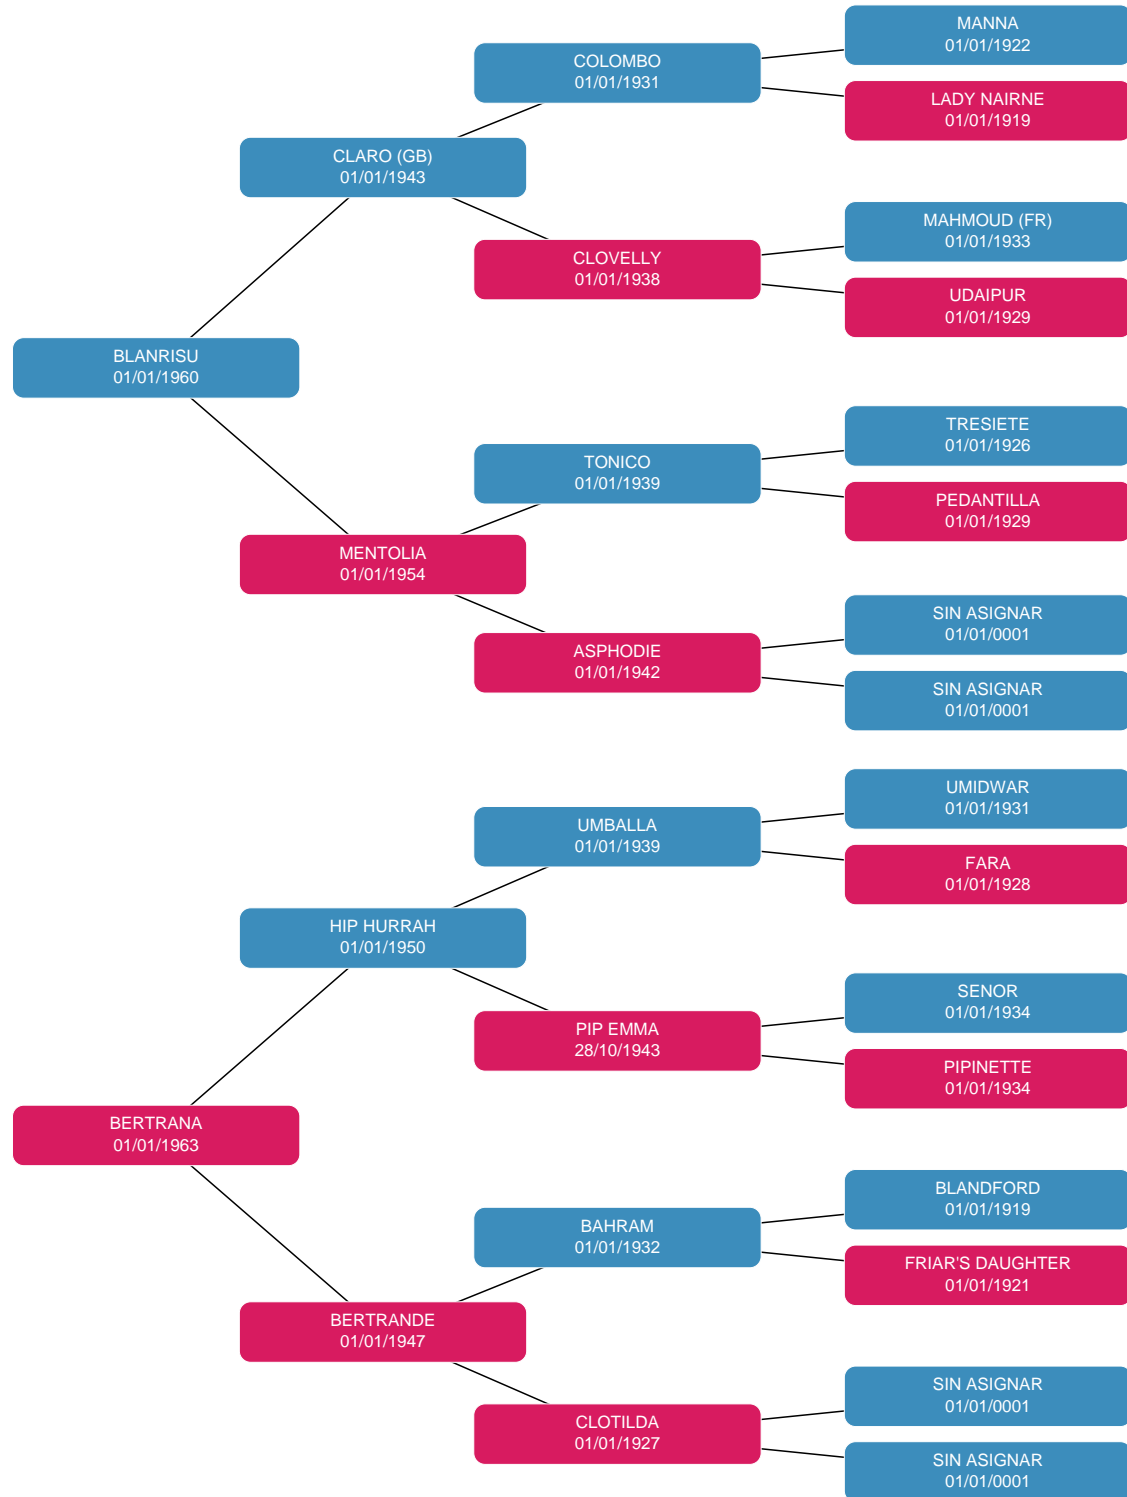 MANNA
01/01/1922
COLOMBO
01/01/1931
LADY NAIRNE
01/01/1919
CLARO (GB)
01/01/1943
MAHMOUD (FR)
01/01/1933
CLOVELLY
01/01/1938
UDAIPUR
01/01/1929
BLANRISU
01/01/1960
TRESIETE
01/01/1926
TONICO
01/01/1939
PEDANTILLA
01/01/1929
MENTOLIA
01/01/1954
SIN ASIGNAR
01/01/0001
ASPHODIE
01/01/1942
SIN ASIGNAR
01/01/0001
UMIDWAR
01/01/1931
UMBALLA
01/01/1939
FARA
01/01/1928
HIP HURRAH
01/01/1950
SENOR
01/01/1934
PIP EMMA
28/10/1943
PIPINETTE
01/01/1934
BERTRANA
01/01/1963
BLANDFORD
01/01/1919
BAHRAM
01/01/1932
FRIAR'S DAUGHTER
01/01/1921
BERTRANDE
01/01/1947
SIN ASIGNAR
01/01/0001
CLOTILDA
01/01/1927
SIN ASIGNAR
01/01/0001